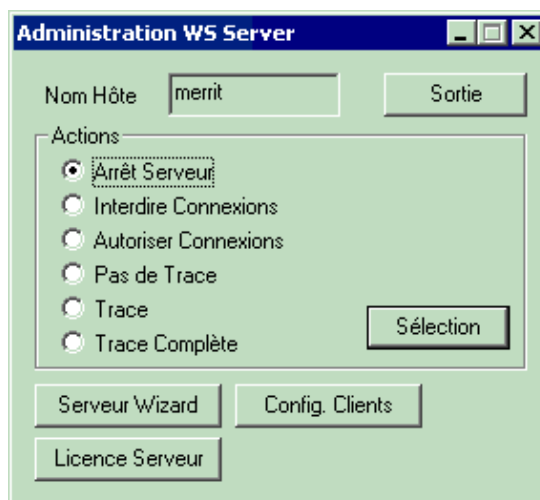 Administration WS Server
Nom Hôte merrit Sortie
Actions
Arrêt Serveur
Interdire Connexions
Autoriser Connexions
Pas de Trace
Trace
Sélection
Trace Complète
Serveur Wizard Config. Clients
Licence Serveur